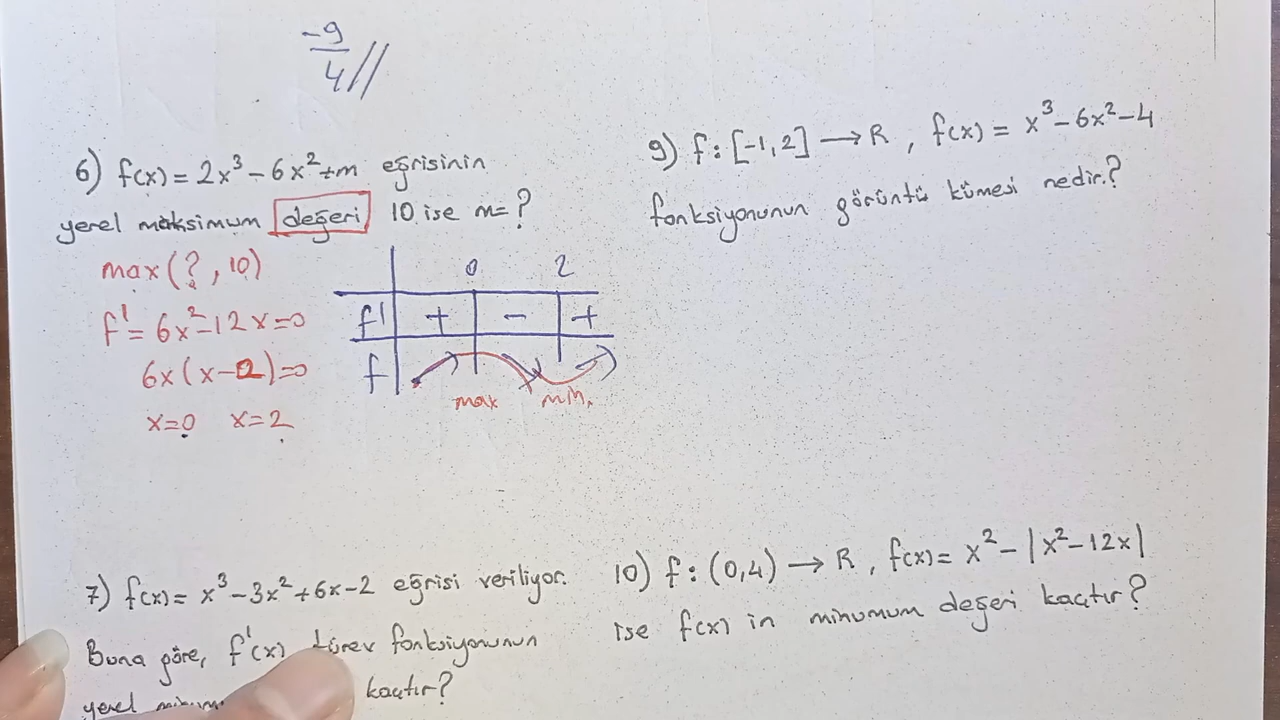 -9
4//
6) f(x) = 2x³ - 6x² + m eğrisinin
yerel maksimum değeri 10 ise m = ?
max (?, 10)
f' = 6x² - 12x = 0
6x (x - 2) = 0
x = 0 x = 2
0 2
f' + - +
f
max min.
7) f(x) = x³ - 3x² + 6x - 2 eğrisi veriliyor.
Buna göre, f'(x) türev fonksiyonunun
yerel kaçtır?
9) f : [-1, 2] → R , f(x) = x³ - 6x² - 4
fonksiyonunun görüntü kümesi nedir.?
10) f : (0,4) → R , f(x) = x² - |x² - 12x|
ise f(x) in minumum değeri kaçtır?